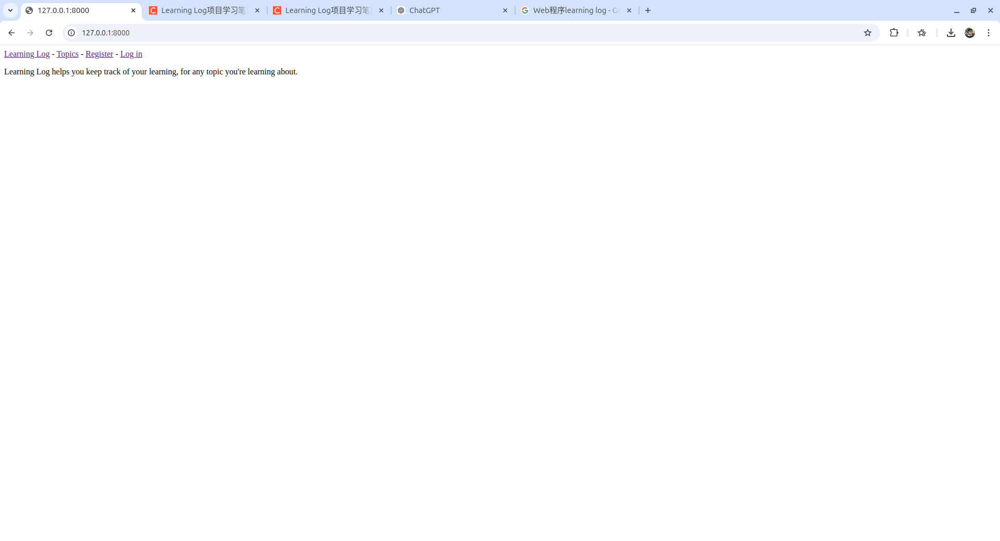 127.0.0.1:8000
Learning Log项目学习笔
Learning Log项目学习笔
ChatGPT
Web程序learning log - G
127.0.0.1:8000
Learning Log - Topics - Register - Log in
Learning Log helps you keep track of your learning, for any topic you're learning about.